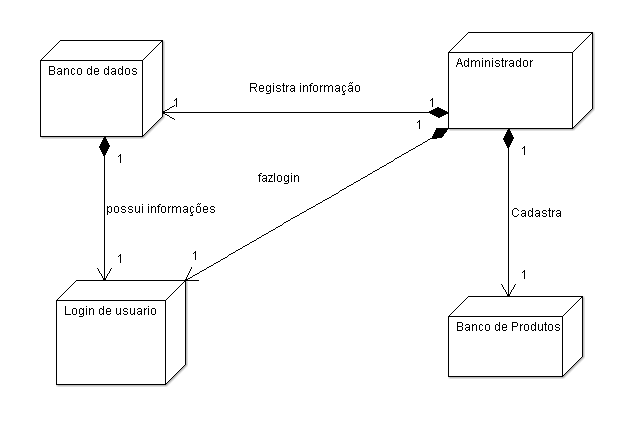 Banco de dados
Administrador
Registra informação
1
1
1
1
1
fazlogin
possui informações
Cadastra
1
1
1
Login de usuario
Banco de Produtos